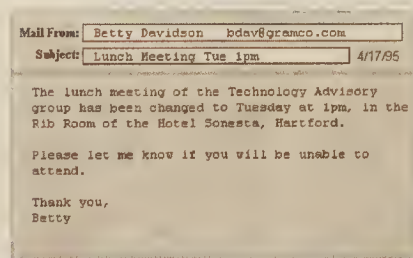 Mail From: Betty Davidson bdav@gramco.com
Subject: Lunch Meeting Tue 1pm 4/17/95
The lunch meeting of the Technology Advisory
group has been changed to Tuesday at 1pm, in the
Rib Room of the Hotel Sonesta, Hartford.
Please let me know if you will be unable to
attend.
Thank you,
Betty